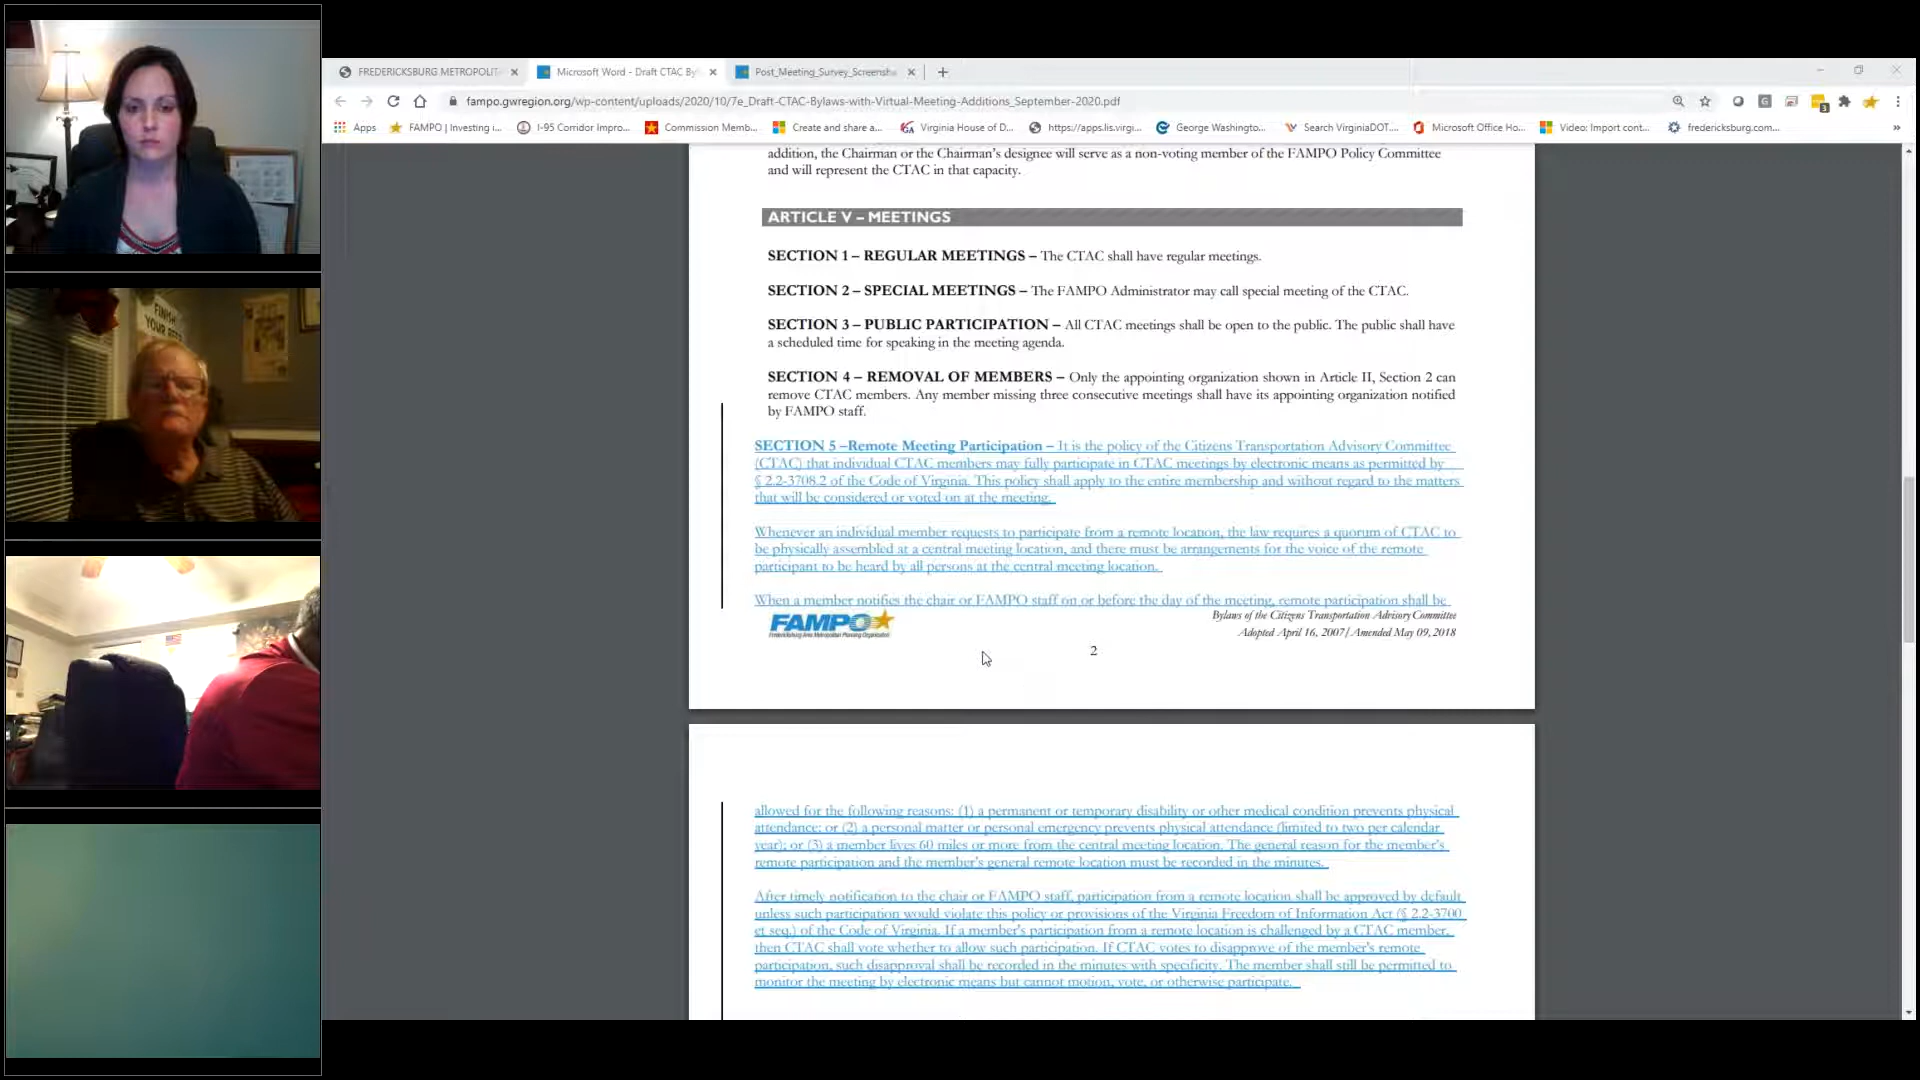 FINISH
YOUR
FREDERICKSBURG METROPOLIT
Microsoft Word - Draft CTAC By
Post_Meeting_Survey_Screensh
fampo.gwregion.org/wp-content/uploads/2020/10/7e_Draft-CTAC-Bylaws-with-Virtual-Meeting-Additions_September-2020.pdf
3
Apps
FAMPO | Investing i...
I-95 Corridor Impro...
Commission Memb...
Create and share a...
Virginia House of D...
https://apps.lis.virgi...
George Washingto...
Search VirginiaDOT....
Microsoft Office Ho...
Video: Import cont...
fredericksburg.com...
addition, the Chairman or the Chairman's designee will serve as a non-voting member of the FAMPO Policy Committee
and will represent the CTAC in that capacity.
ARTICLE V – MEETINGS
SECTION 1 – REGULAR MEETINGS – The CTAC shall have regular meetings.
SECTION 2 – SPECIAL MEETINGS – The FAMPO Administrator may call special meeting of the CTAC.
SECTION 3 – PUBLIC PARTICIPATION – All CTAC meetings shall be open to the public. The public shall have
a scheduled time for speaking in the meeting agenda.
SECTION 4 – REMOVAL OF MEMBERS – Only the appointing organization shown in Article II, Section 2 can
remove CTAC members. Any member missing three consecutive meetings shall have its appointing organization notified
by FAMPO staff.
SECTION 5 –Remote Meeting Participation – It is the policy of the Citizens Transportation Advisory Committee
(CTAC) that individual CTAC members may fully participate in CTAC meetings by electronic means as permitted by
§ 2.2-3708.2 of the Code of Virginia. This policy shall apply to the entire membership and without regard to the matters
that will be considered or voted on at the meeting.
Whenever an individual member requests to participate from a remote location, the law requires a quorum of CTAC to
be physically assembled at a central meeting location, and there must be arrangements for the voice of the remote
participant to be heard by all persons at the central meeting location.
When a member notifies the chair or FAMPO staff on or before the day of the meeting, remote participation shall be
FAMPO
Fredericksburg Area Metropolitan Planning Organization
Bylaws of the Citizens Transportation Advisory Committee
Adopted April 16, 2007/Amended May 09, 2018
2
allowed for the following reasons: (1) a permanent or temporary disability or other medical condition prevents physical
attendance; or (2) a personal matter or personal emergency prevents physical attendance (limited to two per calendar
year); or (3) a member lives 60 miles or more from the central meeting location. The general reason for the member's
remote participation and the member's general remote location must be recorded in the minutes.
After timely notification to the chair or FAMPO staff, participation from a remote location shall be approved by default
unless such participation would violate this policy or provisions of the Virginia Freedom of Information Act (§ 2.2-3700
et seq.) of the Code of Virginia. If a member's participation from a remote location is challenged by a CTAC member,
then CTAC shall vote whether to allow such participation. If CTAC votes to disapprove of the member's remote
participation, such disapproval shall be recorded in the minutes with specificity. The member shall still be permitted to
monitor the meeting by electronic means but cannot motion, vote, or otherwise participate.